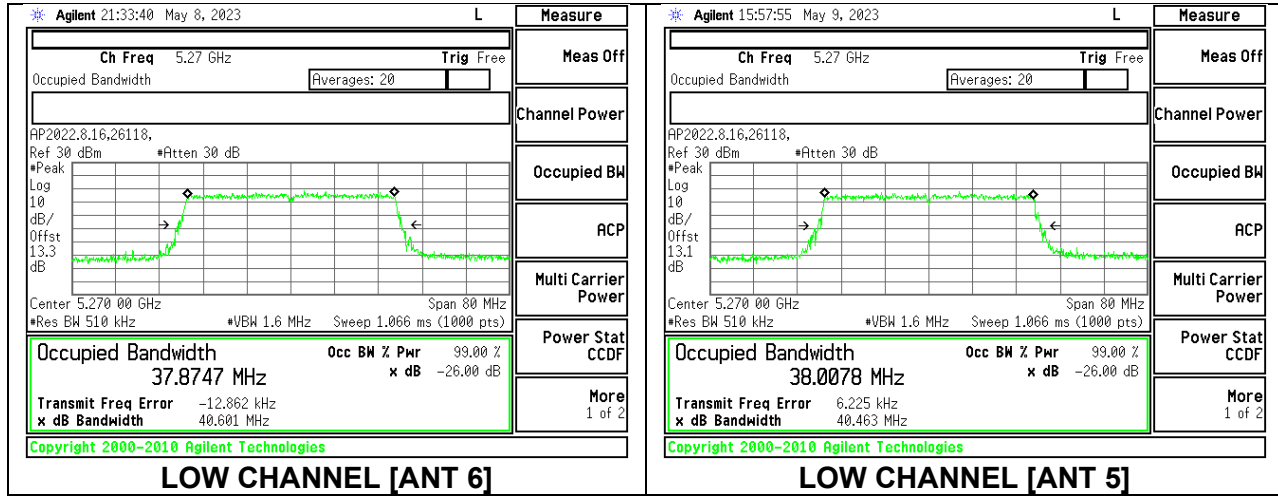 Agilent 21:33:40 May 8, 2023 L Measure
Ch Freq 5.27 GHz Trig Free
Occupied Bandwidth Averages: 20
AP2022.8.16,26118,
Ref 30 dBm #Atten 30 dB
#Peak
Log
10
dB/
Offst
13.3
dB
Center 5.270 00 GHz Span 80 MHz
#Res BW 510 kHz #VBW 1.6 MHz Sweep 1.066 ms (1000 pts)
Occupied Bandwidth Occ BW % Pwr 99.00 %
37.8747 MHz x dB -26.00 dB
Transmit Freq Error -12.862 kHz
x dB Bandwidth 40.601 MHz
Copyright 2000-2010 Agilent Technologies
Meas Off
Channel Power
Occupied BW
ACP
Multi Carrier
Power
Power Stat
CCDF
More
1 of 2
LOW CHANNEL [ANT 6]
Agilent 15:57:55 May 9, 2023 L Measure
Ch Freq 5.27 GHz Trig Free
Occupied Bandwidth Averages: 20
AP2022.8.16,26118,
Ref 30 dBm #Atten 30 dB
#Peak
Log
10
dB/
Offst
13.1
dB
Center 5.270 00 GHz Span 80 MHz
#Res BW 510 kHz #VBW 1.6 MHz Sweep 1.066 ms (1000 pts)
Occupied Bandwidth Occ BW % Pwr 99.00 %
38.0078 MHz x dB -26.00 dB
Transmit Freq Error 6.225 kHz
x dB Bandwidth 40.463 MHz
Copyright 2000-2010 Agilent Technologies
Meas Off
Channel Power
Occupied BW
ACP
Multi Carrier
Power
Power Stat
CCDF
More
1 of 2
LOW CHANNEL [ANT 5]